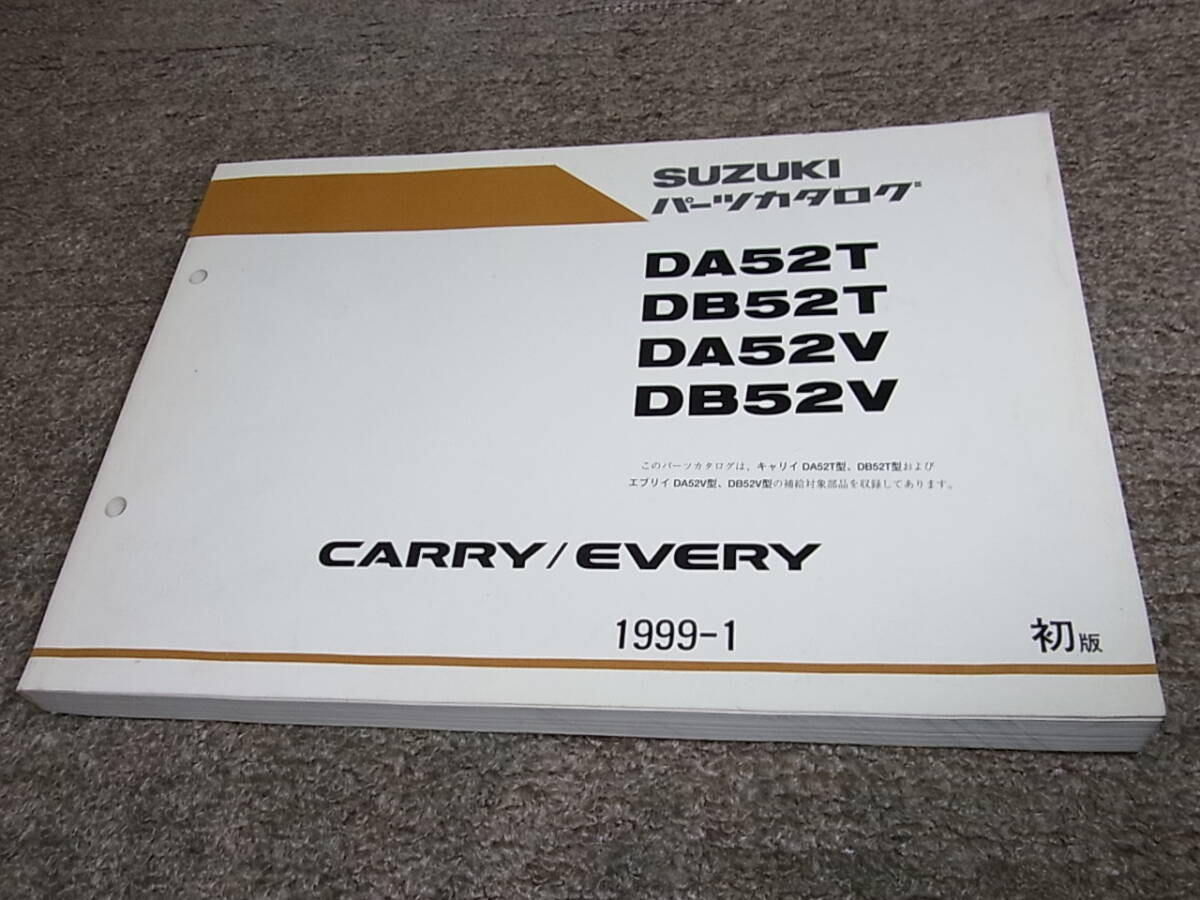 SUZUKI
パーツカタログ
DA52T
DB52T
DA52V
DB52V
このパーツカタログは、キャリイ DA52T型、DB52T型および
エブリイ DA52V型、DB52V型の補給対象部品を収録してあります。
CARRY/EVERY
1999-1
初版